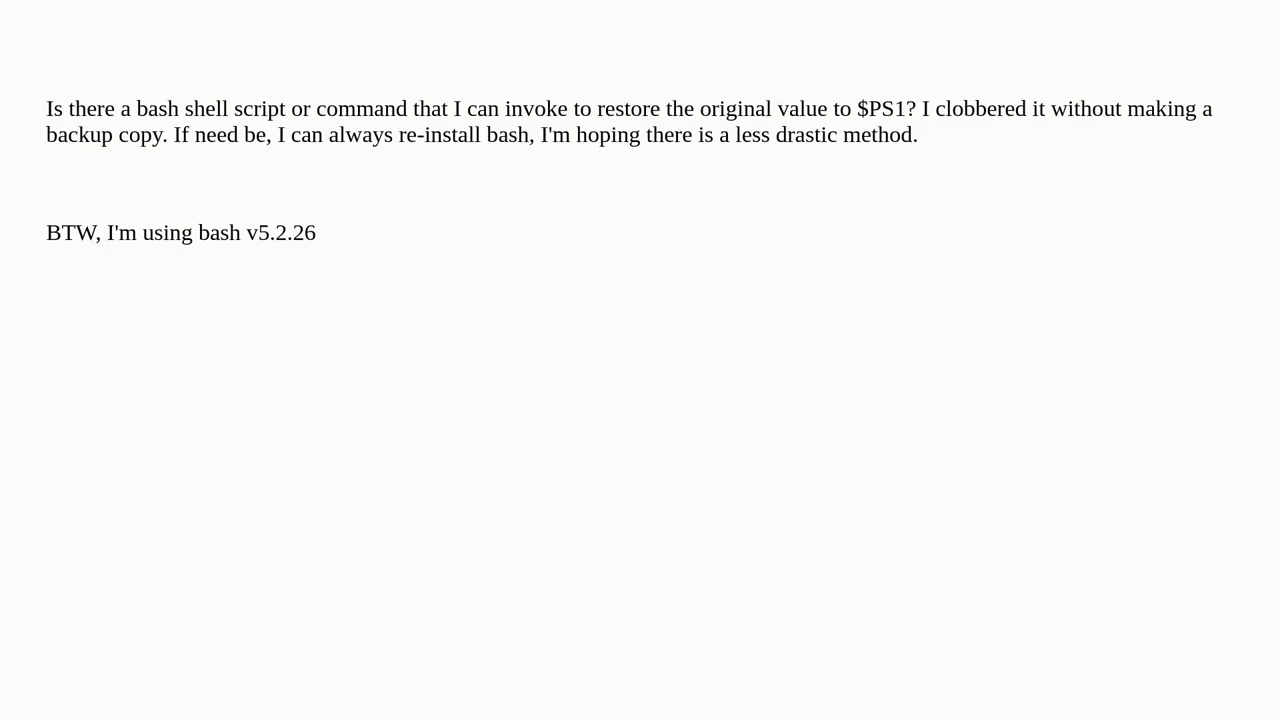 Is there a bash shell script or command that I can invoke to restore the original value to $PS1? I clobbered it without making a
backup copy. If need be, I can always re-install bash, I'm hoping there is a less drastic method.
BTW, I'm using bash v5.2.26